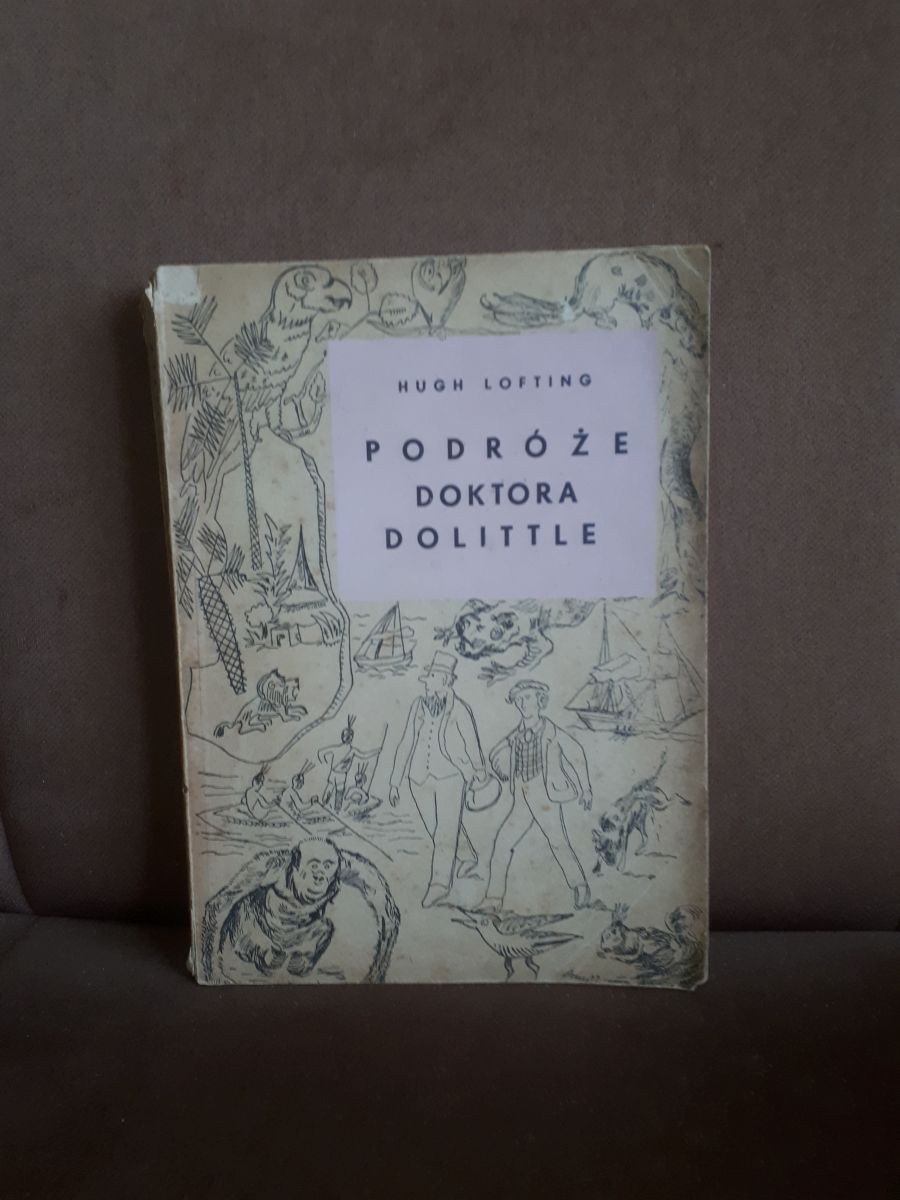 HUGH LOFTING
PODRÓŻE
DOKTORA
DOLITTLE